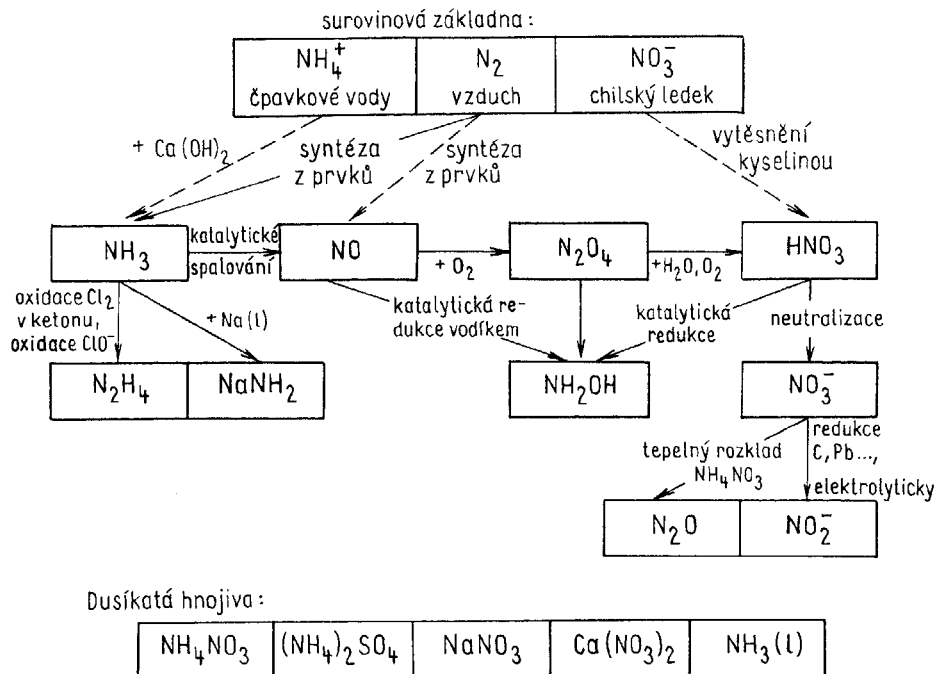 surovinová základna:
NH₄⁺ N₂ NO₃⁻
čpavkové vody vzduch chilský ledek
+ Ca(OH)₂
syntéza
z prvků
syntéza
z prvků
vytěsnění
kyselinou
NH₃
katalytické
spalování
NO
+ O₂
N₂O₄
+H₂O,O₂
HNO₃
oxidace Cl₂
v ketonu,
oxidace ClO⁻
+ Na(l)
katalytická re-
dukce vodíkem
katalytická
redukce
neutralizace
N₂H₄ NaNH₂
NH₂OH
NO₃⁻
tepelný rozklad
NH₄NO₃
redukce
C, Pb...,
elektrolyticky
N₂O NO₂⁻
Dusíkatá hnojiva:
NH₄NO₃ (NH₄)₂SO₄ NaNO₃ Ca(NO₃)₂ NH₃(l)